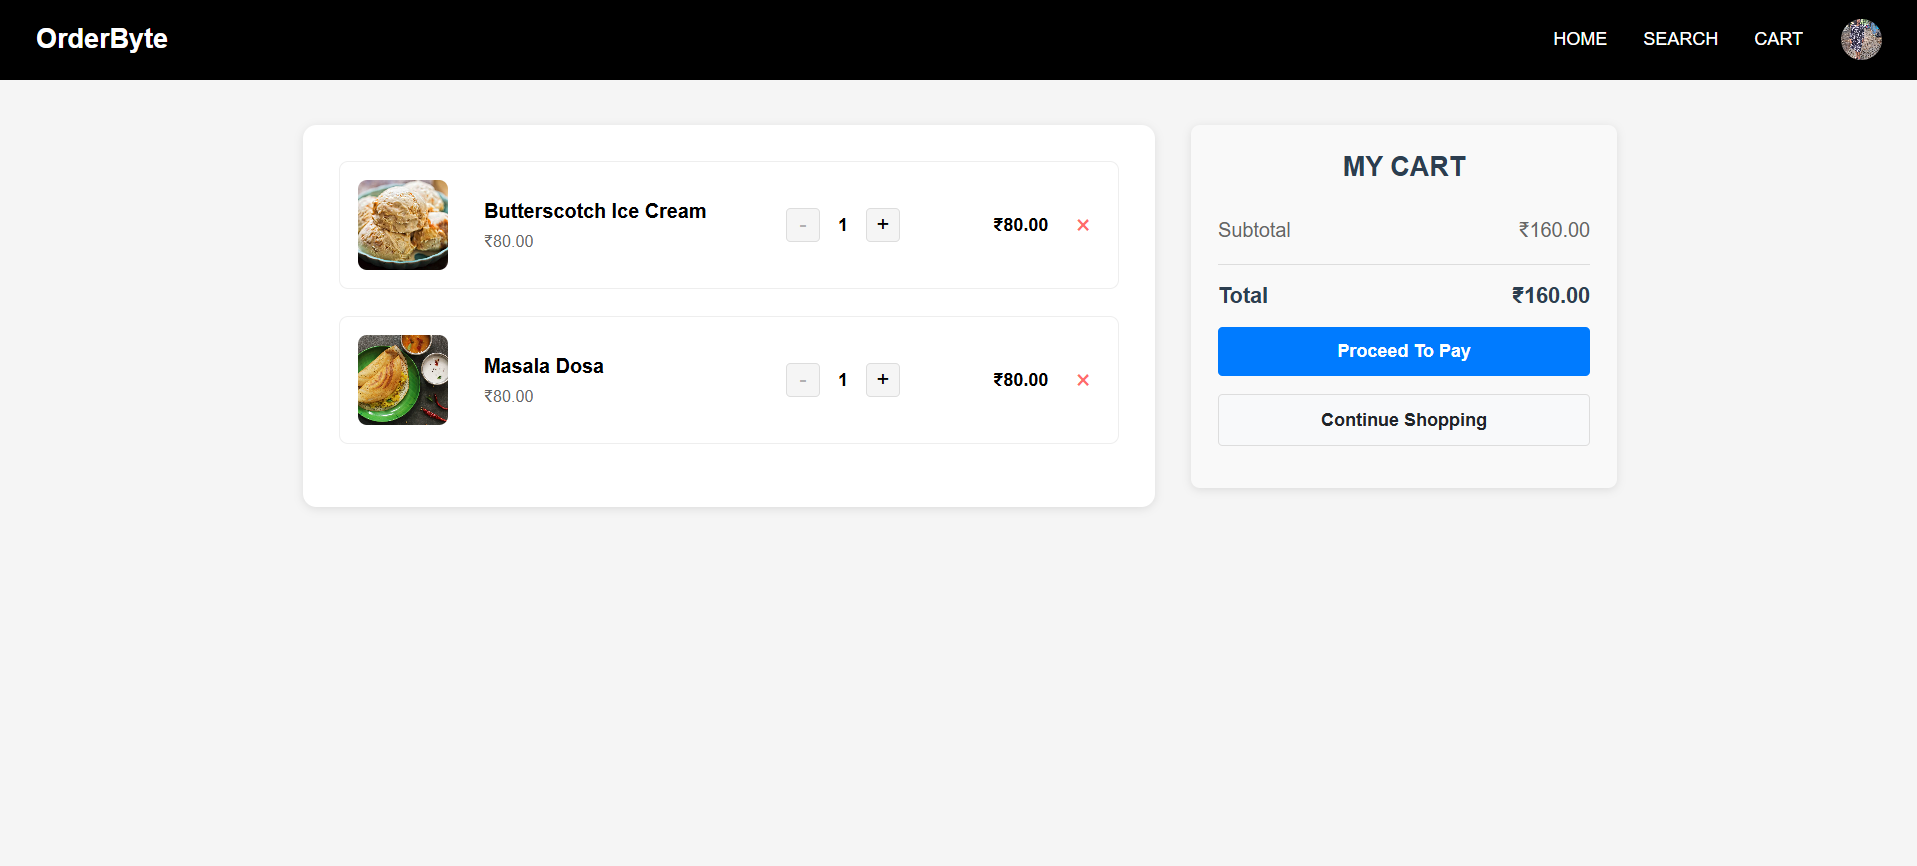 OrderByte
HOME SEARCH CART
Butterscotch Ice Cream
₹80.00
- 1 +
₹80.00 ×
Masala Dosa
₹80.00
- 1 +
₹80.00 ×
MY CART
Subtotal ₹160.00
Total ₹160.00
Proceed To Pay
Continue Shopping